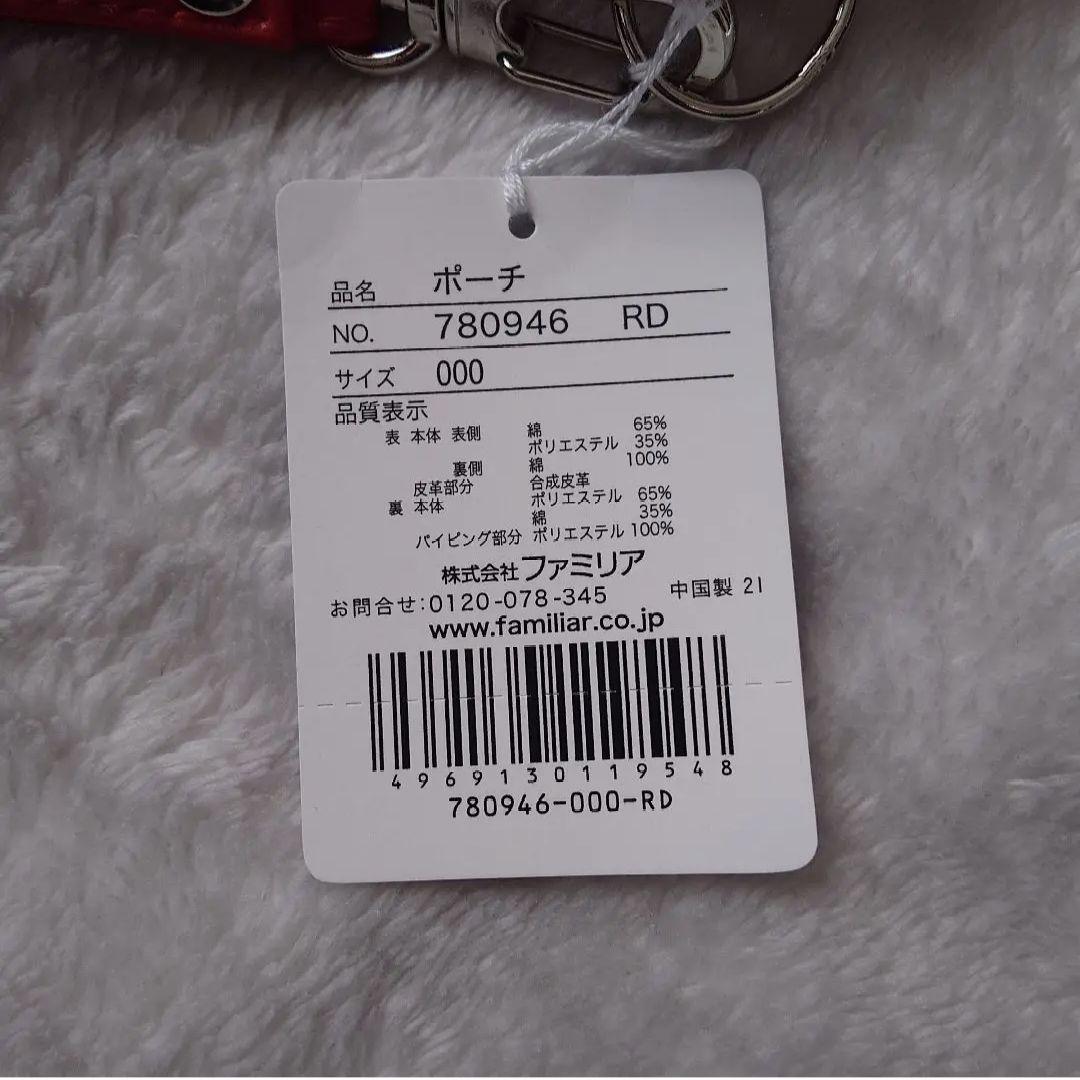 品名 ポーチ
NO. 780946 RD
サイズ 000
品質表示
表 本体 表側 綿 65%
ポリエステル 35%
裏側 綿 100%
皮革部分 合成皮革
裏 本体 ポリエステル 65%
綿 35%
パイピング部分 ポリエステル 100%
株式会社ファミリア
お問合せ:0120-078-345 中国製 21
www.familiar.co.jp
4969130119548
780946-000-RD